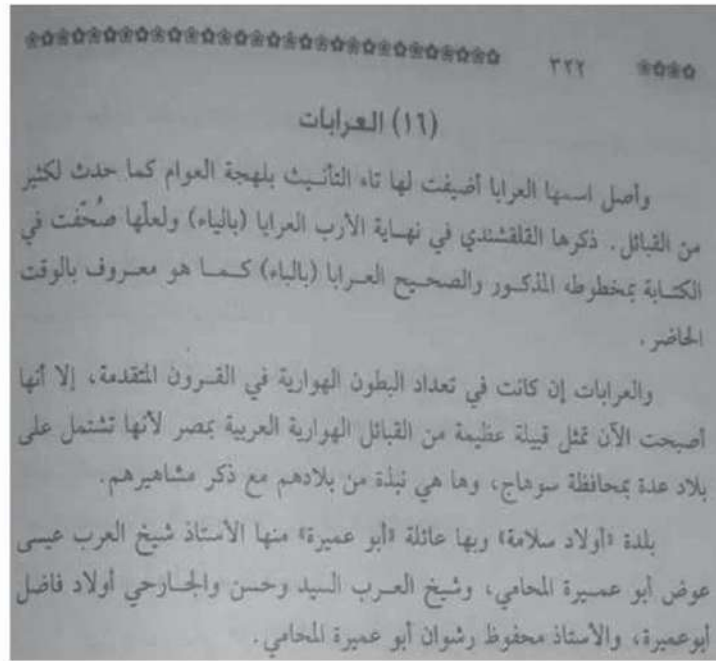 ٣٢٢
(١٦) العرابات
وأصل اسمها العرابا أضيفت لها تاء التأنيث بلهجة العوام كما حدث لكثير
من القبائل. ذكرها القلقشندي في نهاية الأرب العرايا (بالياء) ولعلها صُحّفت في
الكتابة بمخطوطه المذكور والصحيح العرابا (بالباء) كما هو معروف بالوقت
الحاضر.
والعرابات إن كانت في تعداد البطون الهوارية في القرون المتقدمة، إلا أنها
أصبحت الآن تمثل قبيلة عظيمة من القبائل الهوارية العربية بمصر لأنها تشتمل على
بلاد عدة بمحافظة سوهاج، وها هي نبذة من بلادهم مع ذكر مشاهيرهم.
بلدة «أولاد سلامة» وبها عائلة «أبو عميرة» منها الأستاذ شيخ العرب عيسى
عوض أبو عميرة المحامي، وشيخ العرب السيد وحسن والجارحي أولاد فاضل
أبوعميرة، والأستاذ محفوظ رشوان أبو عميرة المحامي.